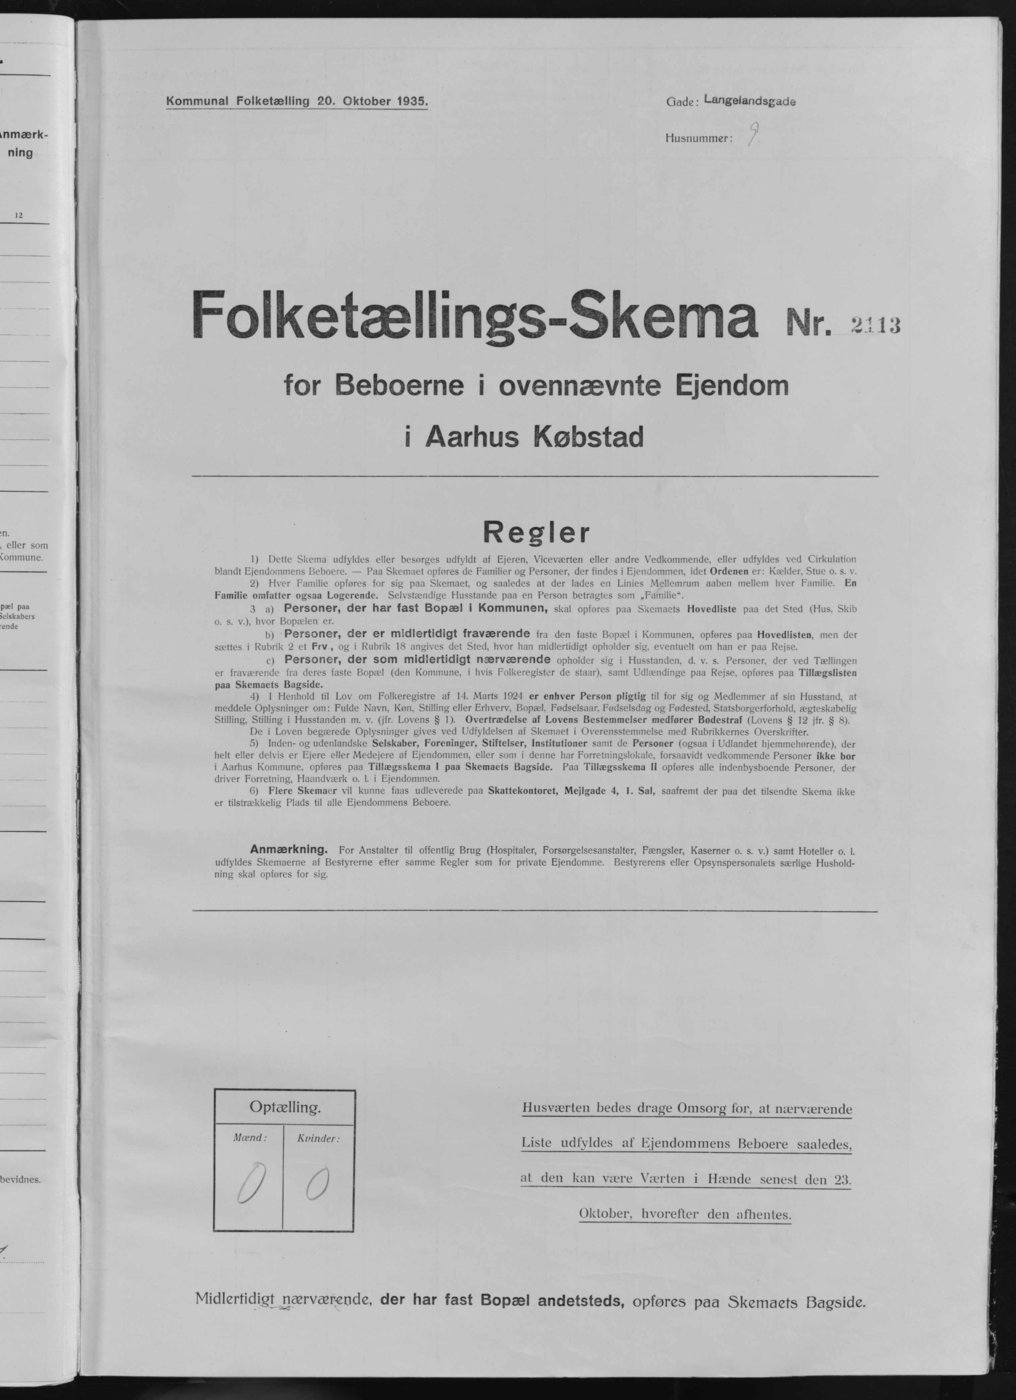 nmærk-
ning
12
en.
, eller som
Kommune.
pæl paa
Selskabers
rende
bevidnes.
Kommunal Folketælling 20. Oktober 1935.
Gade: Langelandsgade
Husnummer: 9
Folketællings-Skema Nr. 2113
for Beboerne i ovennævnte Ejendom
i Aarhus Købstad
Regler
1) Dette Skema udfyldes eller besørges udfyldt af Ejeren, Viceværten eller andre Vedkommende, eller udfyldes ved Cirkulation
blandt Ejendommens Beboere. — Paa Skemaet opføres de Familier og Personer, der findes i Ejendommen, idet Ordenen er: Kælder, Stue o. s. v.
2) Hver Familie opføres for sig paa Skemaet, og saaledes at der lades en Linies Mellemrum aaben mellem hver Familie. En
Familie omfatter ogsaa Logerende. Selvstændige Husstande paa en Person betragtes som „Familie“.
3 a) Personer, der har fast Bopæl i Kommunen, skal opføres paa Skemaets Hovedliste paa det Sted (Hus, Skib
o. s. v.), hvor Bopælen er.
b) Personer, der er midlertidigt fraværende fra den faste Bopæl i Kommunen, opføres paa Hovedlisten, men der
sættes i Rubrik 2 et Frv., og i Rubrik 18 angives det Sted, hvor han midlertidigt opholder sig, eventuelt om han er paa Rejse.
c) Personer, der som midlertidigt nærværende opholder sig i Husstanden, d. v. s. Personer, der ved Tællingen
er fraværende fra deres faste Bopæl (den Kommune, i hvis Folkeregister de staar), samt Udlændinge paa Rejse, opføres paa Tillægslisten
paa Skemaets Bagside.
4) I Henhold til Lov om Folkeregistre af 14. Marts 1924 er enhver Person pligtig til for sig og Medlemmer af sin Husstand, at
meddele Oplysninger om: Fulde Navn, Køn, Stilling eller Erhverv, Bopæl, Fødselsaar, Fødselsdag og Fødested, Statsborgerforhold, ægteskabelig
Stilling, Stilling i Husstanden m. v. (jfr. Lovens § 1). Overtrædelse af Lovens Bestemmelser medfører Bødestraf (Lovens § 12 jfr. § 8).
De i Loven begærede Oplysninger gives ved Udfyldelsen af Skemaet i Overensstemmelse med Rubrikkernes Overskrifter.
5) Inden- og udenlandske Selskaber, Foreninger, Stiftelser, Institutioner samt de Personer (ogsaa i Udlandet hjemmehørende), der
helt eller delvis er Ejere eller Medejere af Ejendommen, eller som i denne har Forretningslokale, forsaavidt vedkommende Personer ikke bor
i Aarhus Kommune, opføres paa Tillægsskema I paa Skemaets Bagside. Paa Tillægsskema II opføres alle indenbysboende Personer, der
driver Forretning, Haandværk o. l. i Ejendommen.
6) Flere Skemaer vil kunne faas udleverede paa Skattekontoret, Mejlgade 4, 1. Sal, saafremt der paa det tilsendte Skema ikke
er tilstrækkelig Plads til alle Ejendommens Beboere.
Anmærkning. For Anstalter til offentlig Brug (Hospitaler, Forsørgelsesanstalter, Fængsler, Kaserner o. s. v.) samt Hoteller o. l.
udfyldes Skemaerne af Bestyrerne efter samme Regler som for private Ejendomme. Bestyrerens eller Opsynspersonalets særlige Hushold-
ning skal opføres for sig.
Optælling.
Mænd: Kvinder:
0 0
Husværten bedes drage Omsorg for, at nærværende
Liste udfyldes af Ejendommens Beboere saaledes,
at den kan være Værten i Hænde senest den 23.
Oktober, hvorefter den afhentes.
Midlertidigt nærværende, der har fast Bopæl andetsteds, opføres paa Skemaets Bagside.